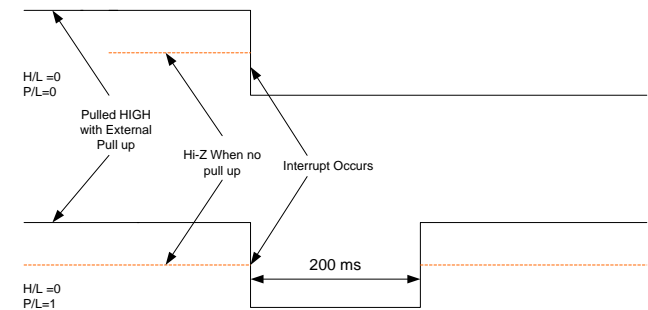 H/L =0
P/L=0
Pulled HIGH
with External
Pull up
Hi-Z When no
pull up
Interrupt Occurs
200 ms
H/L =0
P/L=1